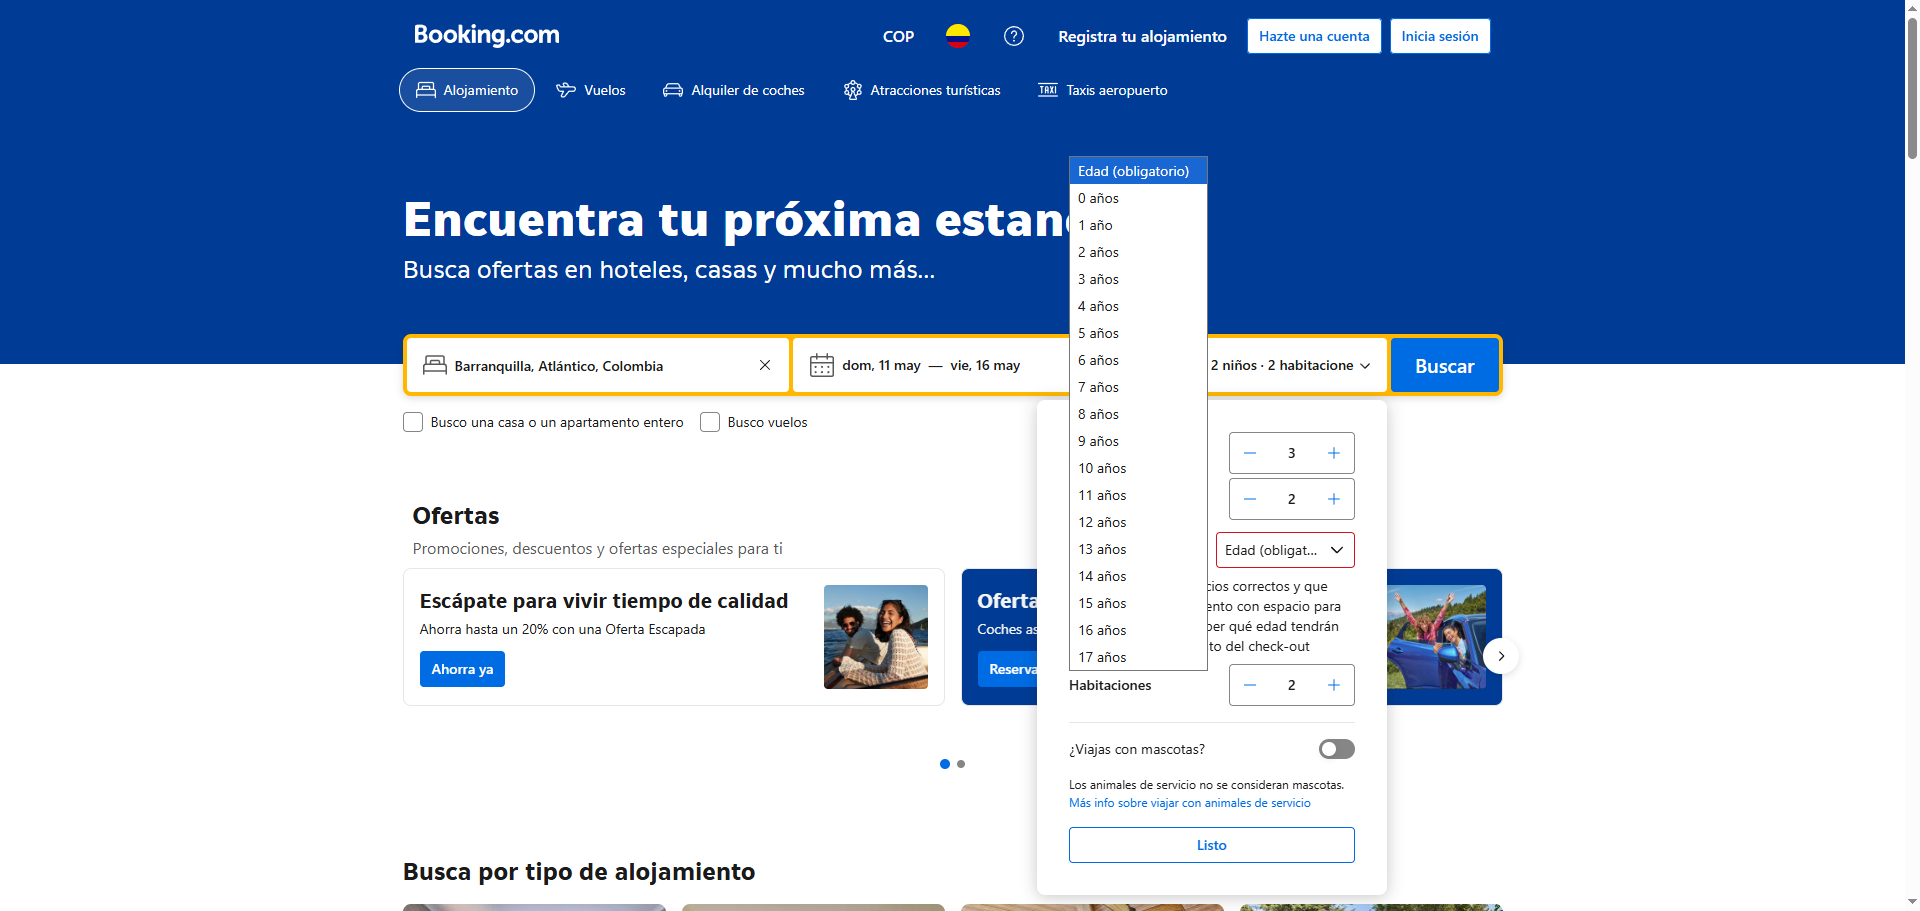 Booking.com
COP
Registra tu alojamiento
Hazte una cuenta
Inicia sesión
Alojamiento
Vuelos
Alquiler de coches
Atracciones turísticas
TAXI
Taxis aeropuerto
Encuentra tu próxima
Busca ofertas en hoteles, casas y mucho más...
Edad (obligatorio)
0 años
1 año
2 años
3 años
4 años
5 años
6 años
7 años
8 años
9 años
10 años
11 años
12 años
13 años
14 años
15 años
16 años
17 años
Barranquilla, Atlántico, Colombia
dom, 11 may — vie, 16 may
2 niños · 2 habitacione
Buscar
Busco una casa o un apartamento entero
Busco vuelos
3
2
Edad (obligat...
correctos y que
con espacio para
qué edad tendrán
del check-out
Habitaciones
2
¿Viajas con mascotas?
Los animales de servicio no se consideran mascotas.
Más info sobre viajar con animales de servicio
Listo
Ofertas
Promociones, descuentos y ofertas especiales para ti
Escápate para vivir tiempo de calidad
Ahorra hasta un 20% con una Oferta Escapada
Ahorra ya
Oferta
Coches
Reserva
Busca por tipo de alojamiento